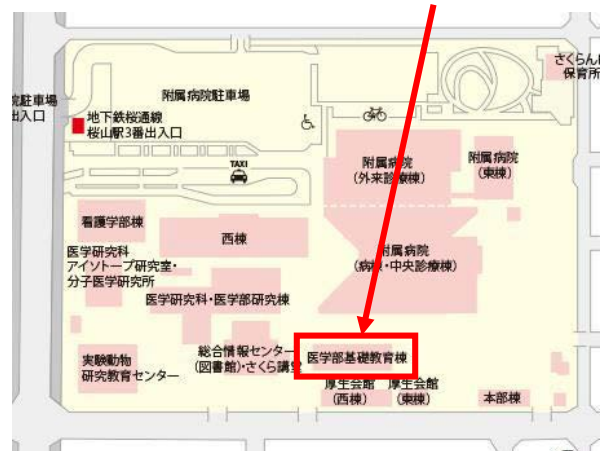 さくらん
保育所
附属病院駐車場
院駐車場
出入口
地下鉄桜通線
桜山駅3番出入口
TAXI
附属病院
(外来診療棟)
附属病院
(東棟)
看護学部棟
西棟
医学研究科
アイソトープ研究室・
分子医学研究所
附属病院
(病棟・中央診療棟)
医学研究科・医学部研究棟
総合情報センター
(図書館)・さくら講堂
医学部基礎教育棟
実験動物
研究教育センター
厚生会館
(西棟)
厚生会館
(東棟)
本部棟